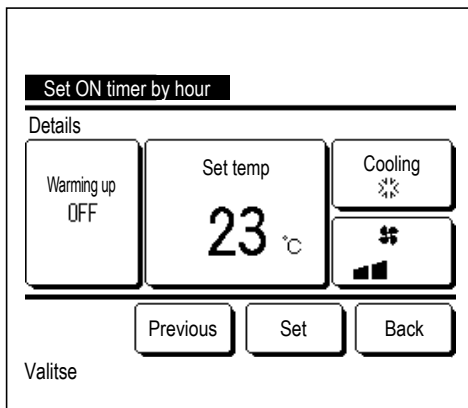 Set ON timer by hour
Details
Warming up
OFF
Set temp
23 °C
Cooling
Previous
Set
Back
Valitse